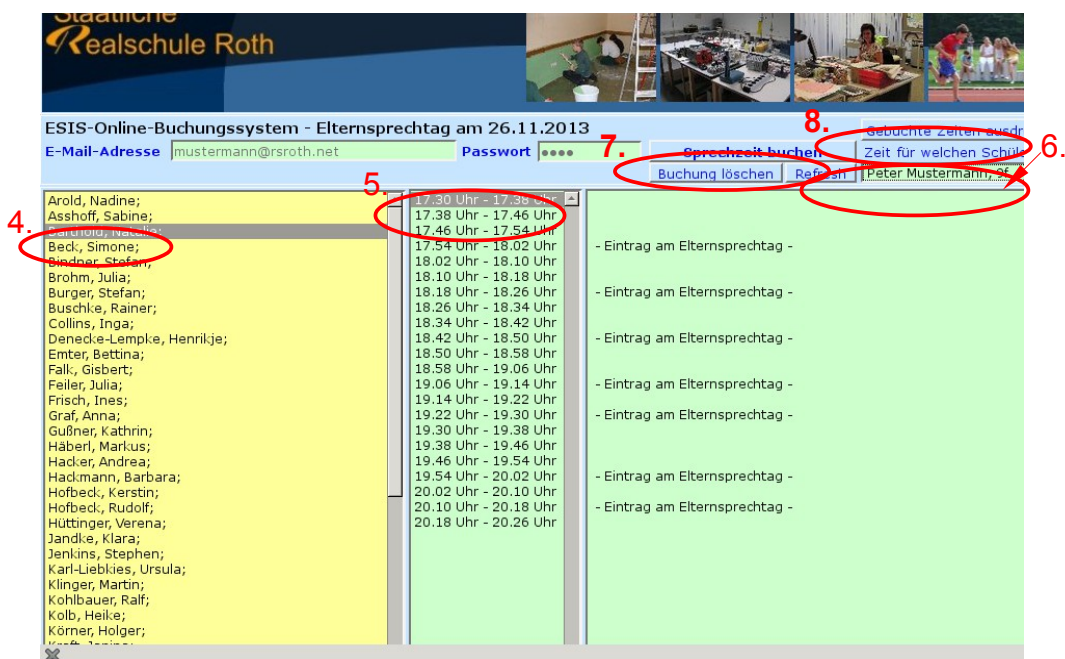 Staatliche
Realschule Roth
ESIS-Online-Buchungssystem - Elternsprechtag am 26.11.2013
8.
Gebuchte Zeiten ausdr
E-Mail-Adresse mustermann@rsroth.net Passwort
7.
Sprechzeit buchen
Zeit für welchen Schül
6.
Buchung löschen
Refresh
Peter Mustermann, 9f
4.
Arold, Nadine;
Asshoff, Sabine;
Barthold, Natalie;
Beck, Simone;
Bindner, Stefan;
Brohm, Julia;
Burger, Stefan;
Buschke, Rainer;
Collins, Inga;
Denecke-Lempke, Henrikje;
Emter, Bettina;
Falk, Gisbert;
Feiler, Julia;
Frisch, Ines;
Graf, Anna;
Gußner, Kathrin;
Häberl, Markus;
Hacker, Andrea;
Hackmann, Barbara;
Hofbeck, Kerstin;
Hofbeck, Rudolf;
Hüttinger, Verena;
Jandke, Klara;
Jenkins, Stephen;
Karl-Liebkies, Ursula;
Klinger, Martin;
Kohlbauer, Ralf;
Kolb, Heike;
Körner, Holger;
5.
17.30 Uhr - 17.38 Uhr
17.38 Uhr - 17.46 Uhr
17.46 Uhr - 17.54 Uhr
17.54 Uhr - 18.02 Uhr
18.02 Uhr - 18.10 Uhr
18.10 Uhr - 18.18 Uhr
18.18 Uhr - 18.26 Uhr
18.26 Uhr - 18.34 Uhr
18.34 Uhr - 18.42 Uhr
18.42 Uhr - 18.50 Uhr
18.50 Uhr - 18.58 Uhr
18.58 Uhr - 19.06 Uhr
19.06 Uhr - 19.14 Uhr
19.14 Uhr - 19.22 Uhr
19.22 Uhr - 19.30 Uhr
19.30 Uhr - 19.38 Uhr
19.38 Uhr - 19.46 Uhr
19.46 Uhr - 19.54 Uhr
19.54 Uhr - 20.02 Uhr
20.02 Uhr - 20.10 Uhr
20.10 Uhr - 20.18 Uhr
20.18 Uhr - 20.26 Uhr
- Eintrag am Elternsprechtag -
- Eintrag am Elternsprechtag -
- Eintrag am Elternsprechtag -
- Eintrag am Elternsprechtag -
- Eintrag am Elternsprechtag -
- Eintrag am Elternsprechtag -
- Eintrag am Elternsprechtag -